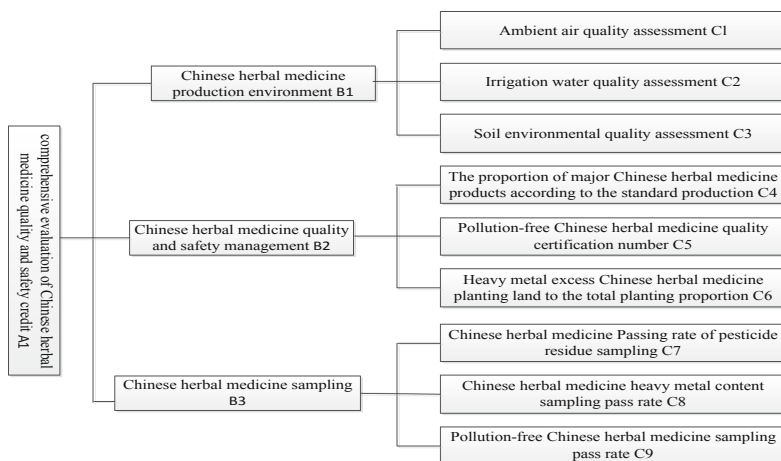 comprehensive evaluation of Chinese herbal
medicine quality and safety credit A1
Chinese herbal medicine
production environment B1
Ambient air quality assessment C1
Irrigation water quality assessment C2
Soil environmental quality assessment C3
Chinese herbal medicine quality
and safety management B2
The proportion of major Chinese herbal medicine
products according to the standard production C4
Pollution-free Chinese herbal medicine quality
certification number C5
Heavy metal excess Chinese herbal medicine
planting land to the total planting proportion C6
Chinese herbal medicine sampling
B3
Chinese herbal medicine Passing rate of pesticide
residue sampling C7
Chinese herbal medicine heavy metal content
sampling pass rate C8
Pollution-free Chinese herbal medicine sampling
pass rate C9